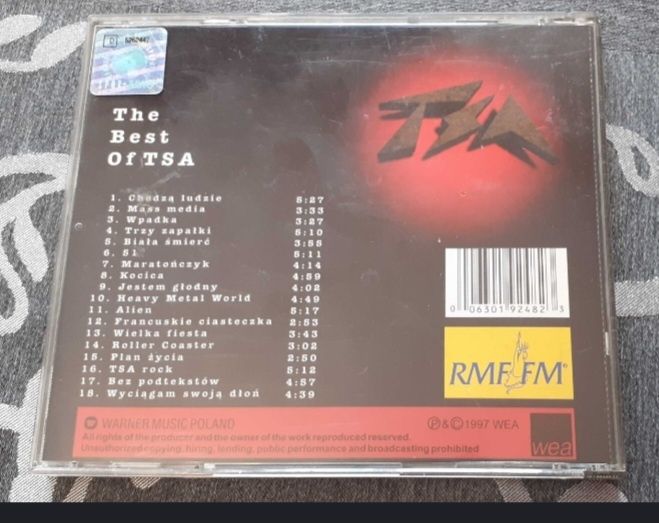 5262447
The
Best
Of TSA
TSA
1. Chodzą ludzie 5:27
2. Mass media 3:33
3. Wpadka 3:27
4. Trzy zapałki 5:10
5. Biała śmierć 3:55
6. 51 5:11
7. Maratończyk 4:14
8. Kocica 4:59
9. Jestem głodny 4:02
10. Heavy Metal World 4:49
11. Alien 5:17
12. Francuskie ciasteczka 2:53
13. Wielka fiesta 3:43
14. Roller Coaster 3:02
15. Plan życia 2:50
16. TSA rock 5:12
17. Bez podtekstów 4:57
18. Wyciągam swoją dłoń 4:39
0 06301 92482 3
RMF FM®
WARNER MUSIC POLAND
℗ & © 1997 WEA
All rights of the producer and the owner of the work reproduced reserved.
Unauthorized copying, hiring, lending, public performance and broadcasting prohibited
wea